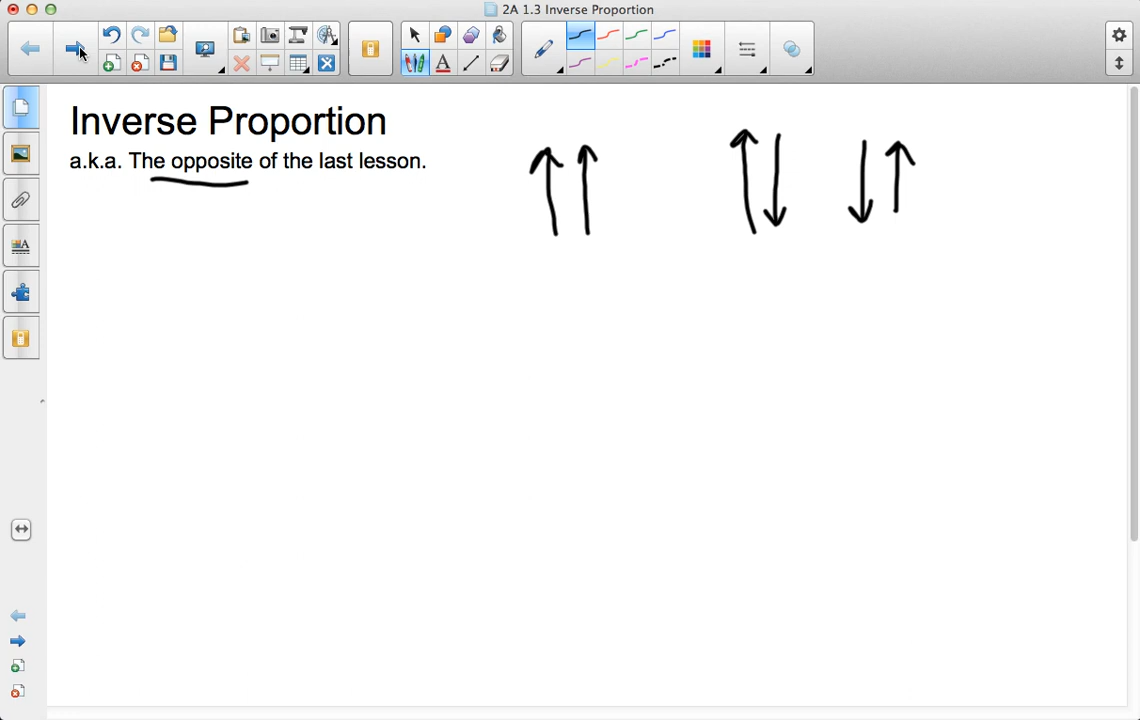 2A 1.3 Inverse Proportion
Inverse Proportion
a.k.a. The opposite of the last lesson.